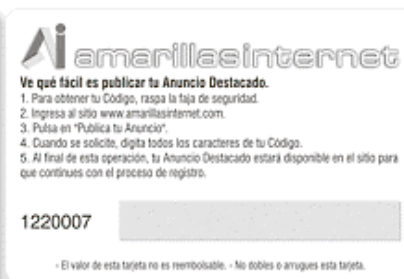 Ai amarillasinternet
Ve qué fácil es publicar tu Anuncio Destacado.
1. Para obtener tu Código, raspa la faja de seguridad.
2. Ingresa al sitio www.amarillasinternet.com.
3. Pulsa en "Publica tu Anuncio".
4. Cuando se solicite, digita todos los caracteres de tu Código.
5. Al final de esta operación, tu Anuncio Destacado estará disponible en el sitio para
que continues con el proceso de registro.
1220007
- El valor de esta tarjeta no es reembolsable. - No dobles o arrugues esta tarjeta.